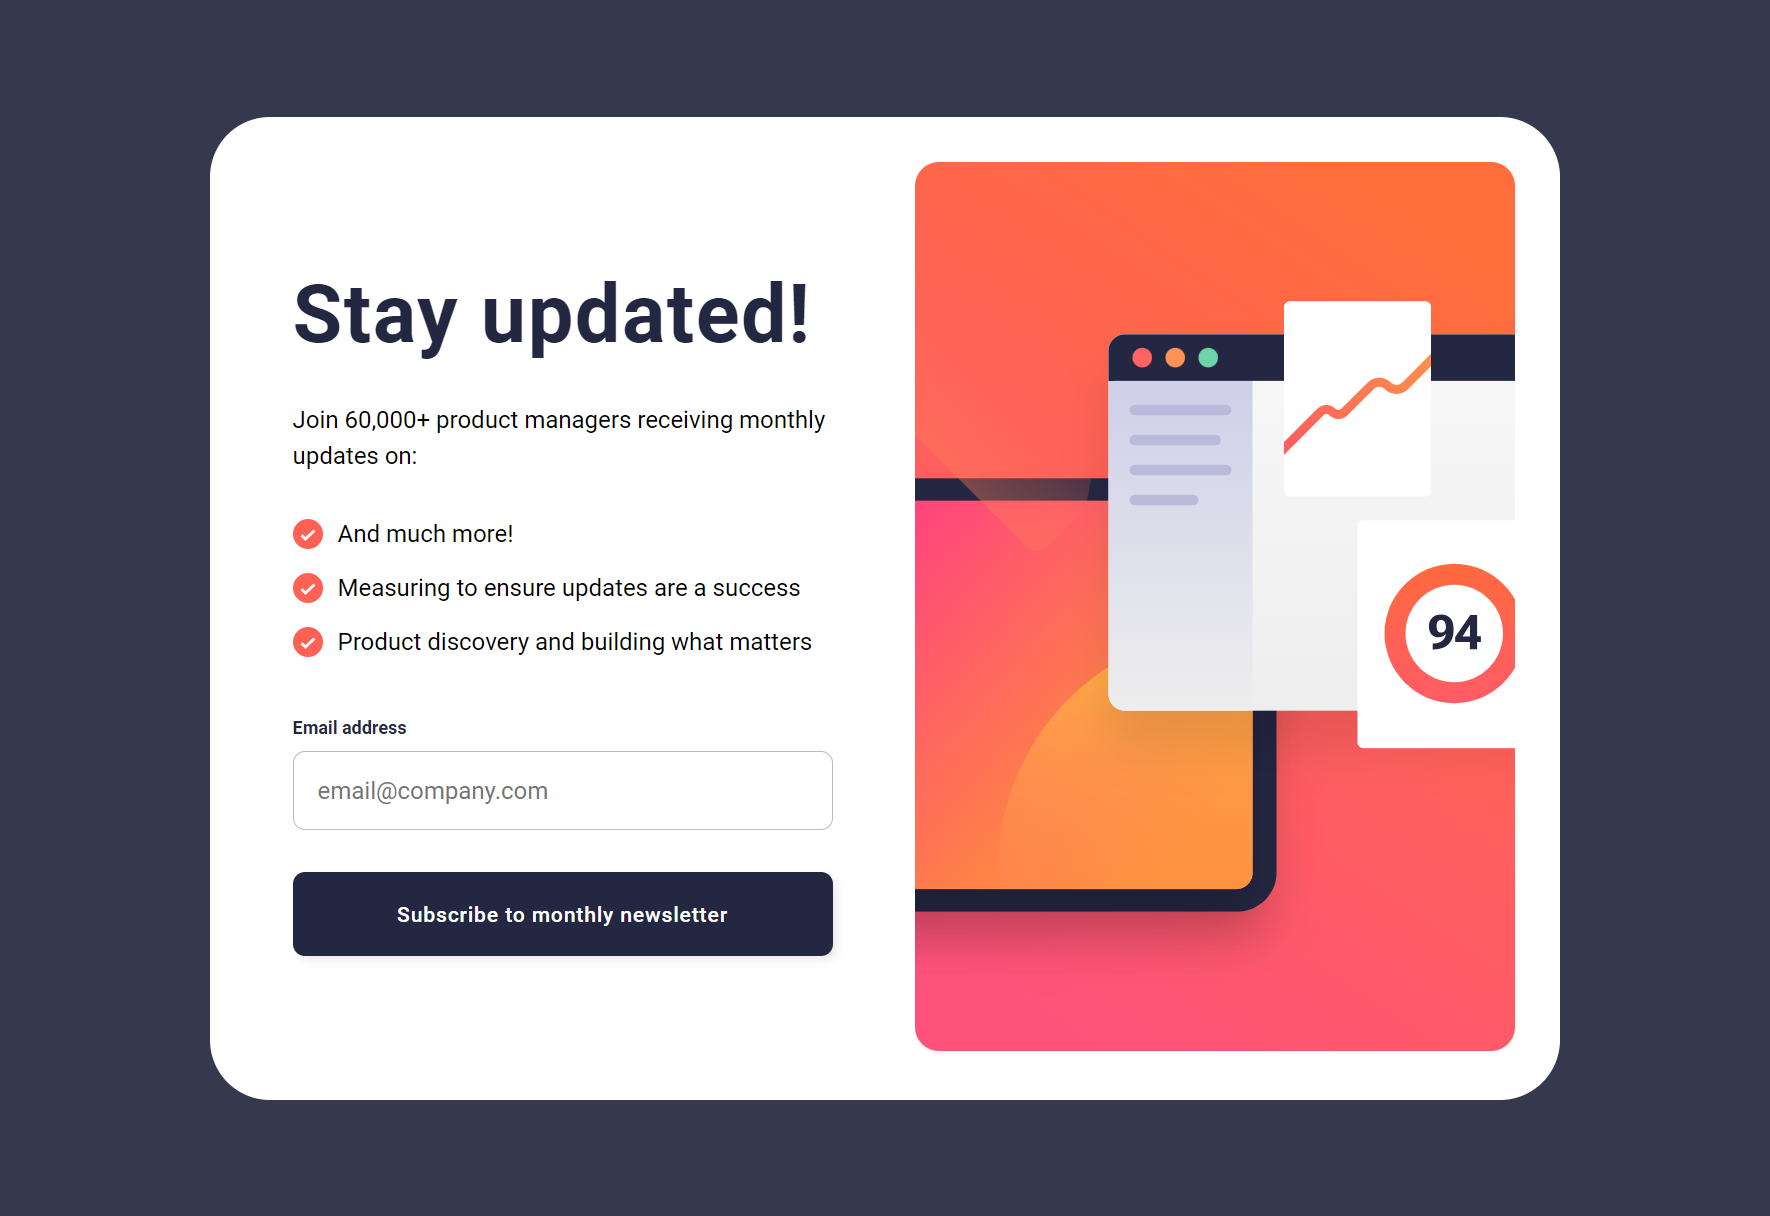 Stay updated!
Join 60,000+ product managers receiving monthly
updates on:
And much more!
Measuring to ensure updates are a success
Product discovery and building what matters
Email address
email@company.com
Subscribe to monthly newsletter
94